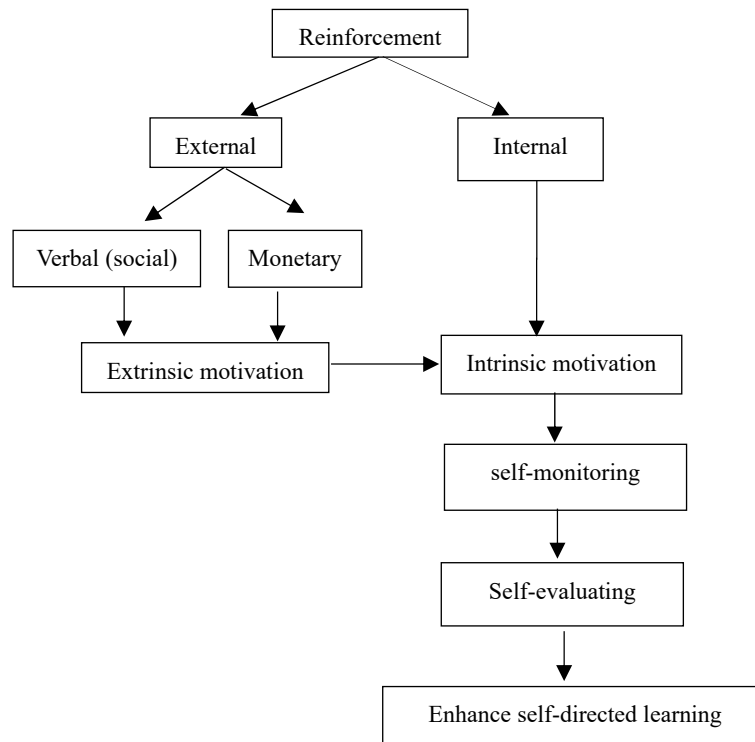 Reinforcement
External
Internal
Verbal (social)
Monetary
Extrinsic motivation
Intrinsic motivation
self-monitoring
Self-evaluating
Enhance self-directed learning